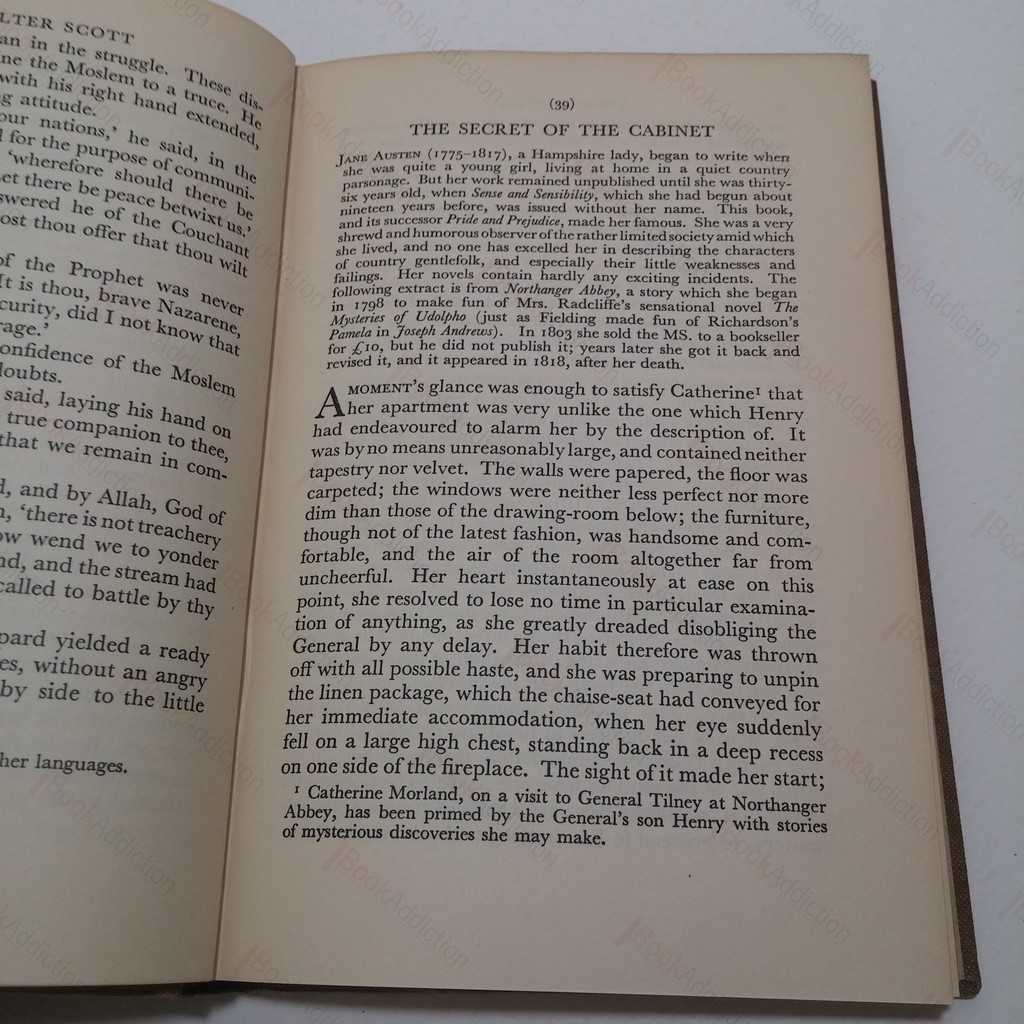 LTER SCOTT
an in the struggle. These dis-
ne the Moslem to a truce. He
with his right hand extended,
g attitude.
our nations,' he said, in the
for the purpose of communi-
'wherefore should there be
et there be peace betwixt us.'
swered he of the Couchant
ost thou offer that thou wilt
of the Prophet was never
It is thou, brave Nazarene,
curity, did I not know that
rage.'
onfidence of the Moslem
doubts.
said, laying his hand on
true companion to thee,
that we remain in com-
d, and by Allah, God of
n, 'there is not treachery
ow wend we to yonder
nd, and the stream had
called to battle by thy
pard yielded a ready
es, without an angry
by side to the little
her languages.
(39)
THE SECRET OF THE CABINET
JANE AUSTEN (1775–1817), a Hampshire lady, began to write when
she was quite a young girl, living at home in a quiet country
parsonage. But her work remained unpublished until she was thirty-
six years old, when Sense and Sensibility, which she had begun about
nineteen years before, was issued without her name. This book,
and its successor Pride and Prejudice, made her famous. She was a very
shrewd and humorous observer of the rather limited society amid which
she lived, and no one has excelled her in describing the characters
of country gentlefolk, and especially their little weaknesses and
failings. Her novels contain hardly any exciting incidents. The
following extract is from Northanger Abbey, a story which she began
in 1798 to make fun of Mrs. Radcliffe's sensational novel The
Mysteries of Udolpho (just as Fielding made fun of Richardson's
Pamela in Joseph Andrews). In 1803 she sold the MS. to a bookseller
for £10, but he did not publish it; years later she got it back and
revised it, and it appeared in 1818, after her death.
A MOMENT'S glance was enough to satisfy Catherine¹ that
her apartment was very unlike the one which Henry
had endeavoured to alarm her by the description of. It
was by no means unreasonably large, and contained neither
tapestry nor velvet. The walls were papered, the floor was
carpeted; the windows were neither less perfect nor more
dim than those of the drawing-room below; the furniture,
though not of the latest fashion, was handsome and com-
fortable, and the air of the room altogether far from
uncheerful. Her heart instantaneously at ease on this
point, she resolved to lose no time in particular examina-
tion of anything, as she greatly dreaded disobliging the
General by any delay. Her habit therefore was thrown
off with all possible haste, and she was preparing to unpin
the linen package, which the chaise-seat had conveyed for
her immediate accommodation, when her eye suddenly
fell on a large high chest, standing back in a deep recess
on one side of the fireplace. The sight of it made her start;
¹ Catherine Morland, on a visit to General Tilney at Northanger
Abbey, has been primed by the General's son Henry with stories
of mysterious discoveries she may make.